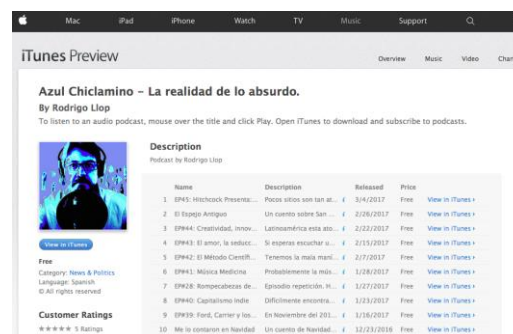 Mac iPad iPhone Watch TV Music Support
iTunes Preview
Overview Music Video
Azul Chiclamino – La realidad de lo absurdo.
By Rodrigo Llop
To listen to an audio podcast, mouse over the title and click Play. Open iTunes to download and subscribe to podcasts.
Description
Podcast by Rodrigo Llop
Name Description Released Price
1 EP45: Hitchcock Presenta:... Pocos sitios son tan at... i 3/4/2017 Free View in iTunes
2 El Espejo Antiguo Un cuento sobre San ... i 2/26/2017 Free View in iTunes
3 EP#44: Creatividad, innov... Latinoamérica esta ato... i 2/22/2017 Free View in iTunes
4 EP#43: El amor, la seducc... Si esperas escuchar u... i 2/15/2017 Free View in iTunes
5 EP#42: El Método Científ... Tenemos la mala maní... i 2/7/2017 Free View in iTunes
6 EP#41: Música Medicina Probablemente la mús... i 1/28/2017 Free View in iTunes
7 EP#28: Rompecabezas de... Episodio repetición, H... i 1/27/2017 Free View in iTunes
8 EP#40: Capitalismo Indie Difícilmente encontra... i 1/23/2017 Free View in iTunes
9 EP#39: Ford, Carrier y los... En Noviembre del 201... i 1/16/2017 Free View in iTunes
10 Me lo contaron en Navidad Un cuento de Navidad... i 12/23/2016 Free View in iTunes
View in iTunes
Free
Category: News & Politics
Language: Spanish
© All rights reserved
Customer Ratings
★★★★★ 5 Ratings